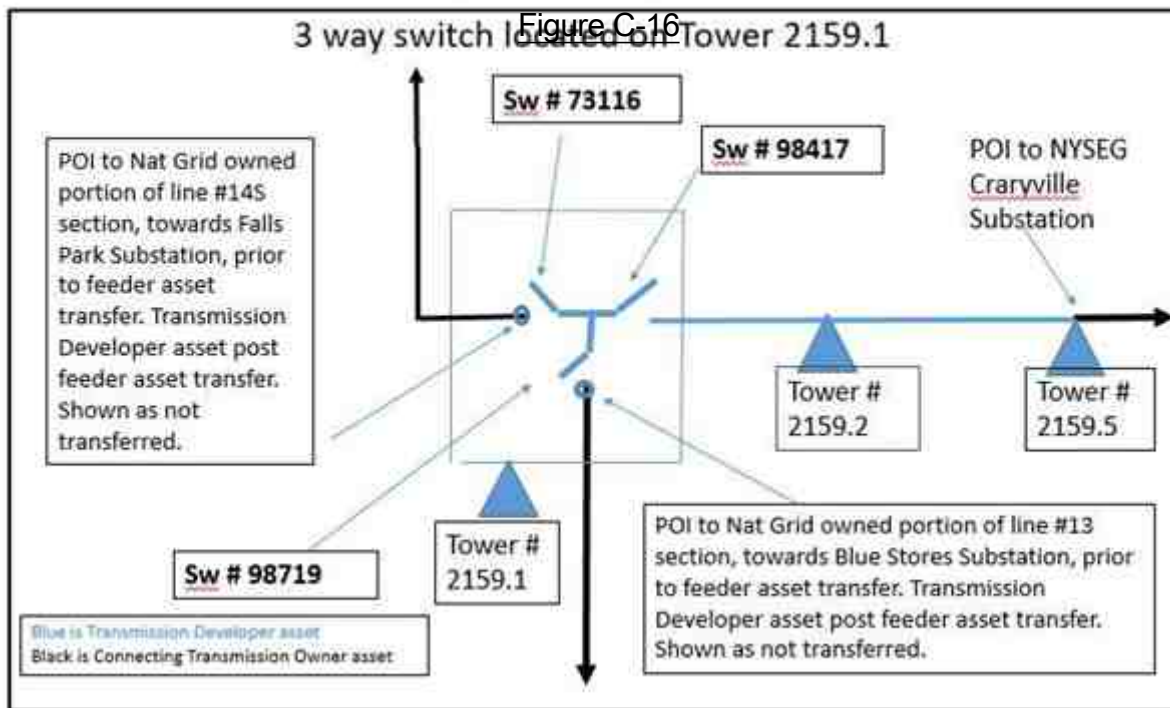 Figure C-16
3 way switch located on Tower 2159.1
Sw # 73116
Sw # 98417
POI to NYSEG
Craryville
Substation
POI to Nat Grid owned
portion of line #14S
section, towards Falls
Park Substation, prior
to feeder asset
transfer. Transmission
Developer asset post
feeder asset transfer.
Shown as not
transferred.
Tower #
2159.2
Tower #
2159.5
Tower #
2159.1
Sw # 98719
POI to Nat Grid owned portion of line #13
section, towards Blue Stores Substation, prior
to feeder asset transfer. Transmission
Developer asset post feeder asset transfer.
Shown as not transferred.
Blue is Transmission Developer asset
Black is Connecting Transmission Owner asset